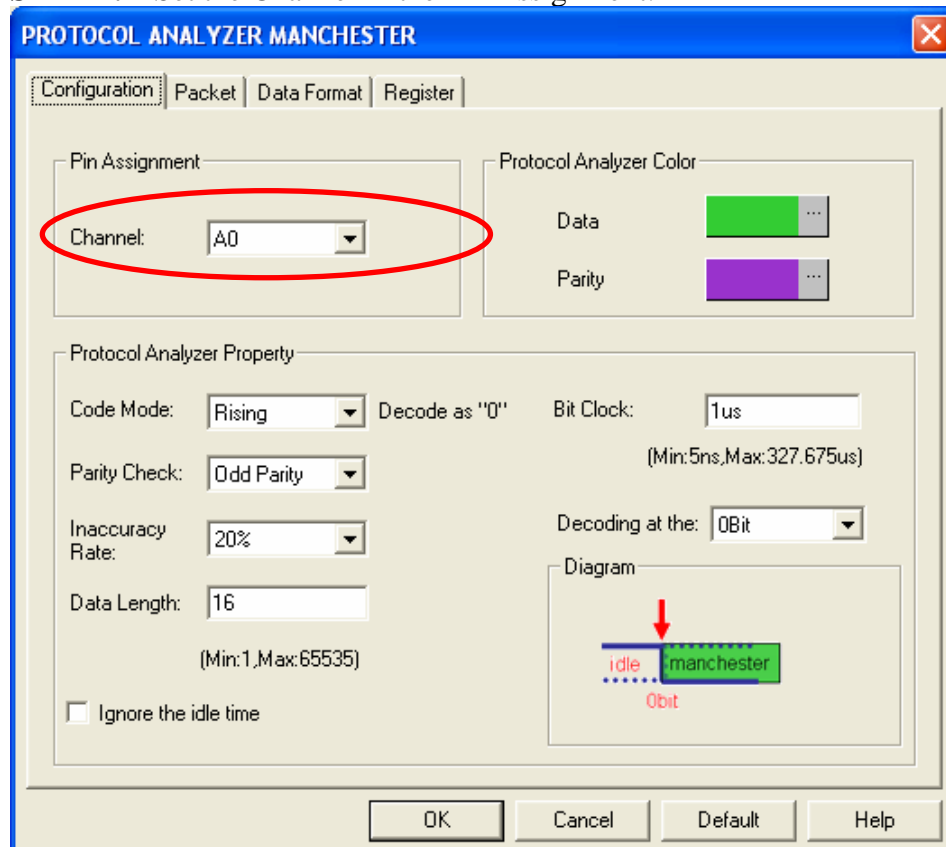 PROTOCOL ANALYZER MANCHESTER
Configuration Packet Data Format Register
Pin Assignment
Channel: A0
Protocol Analyzer Color
Data ...
Parity ...
Protocol Analyzer Property
Code Mode: Rising Decode as "0"
Parity Check: Odd Parity
Inaccuracy
Rate: 20%
Data Length: 16
(Min:1,Max:65535)
Ignore the idle time
Bit Clock: 1us
(Min:5ns,Max:327.675us)
Decoding at the: 0Bit
Diagram
idle manchester
0bit
OK Cancel Default Help